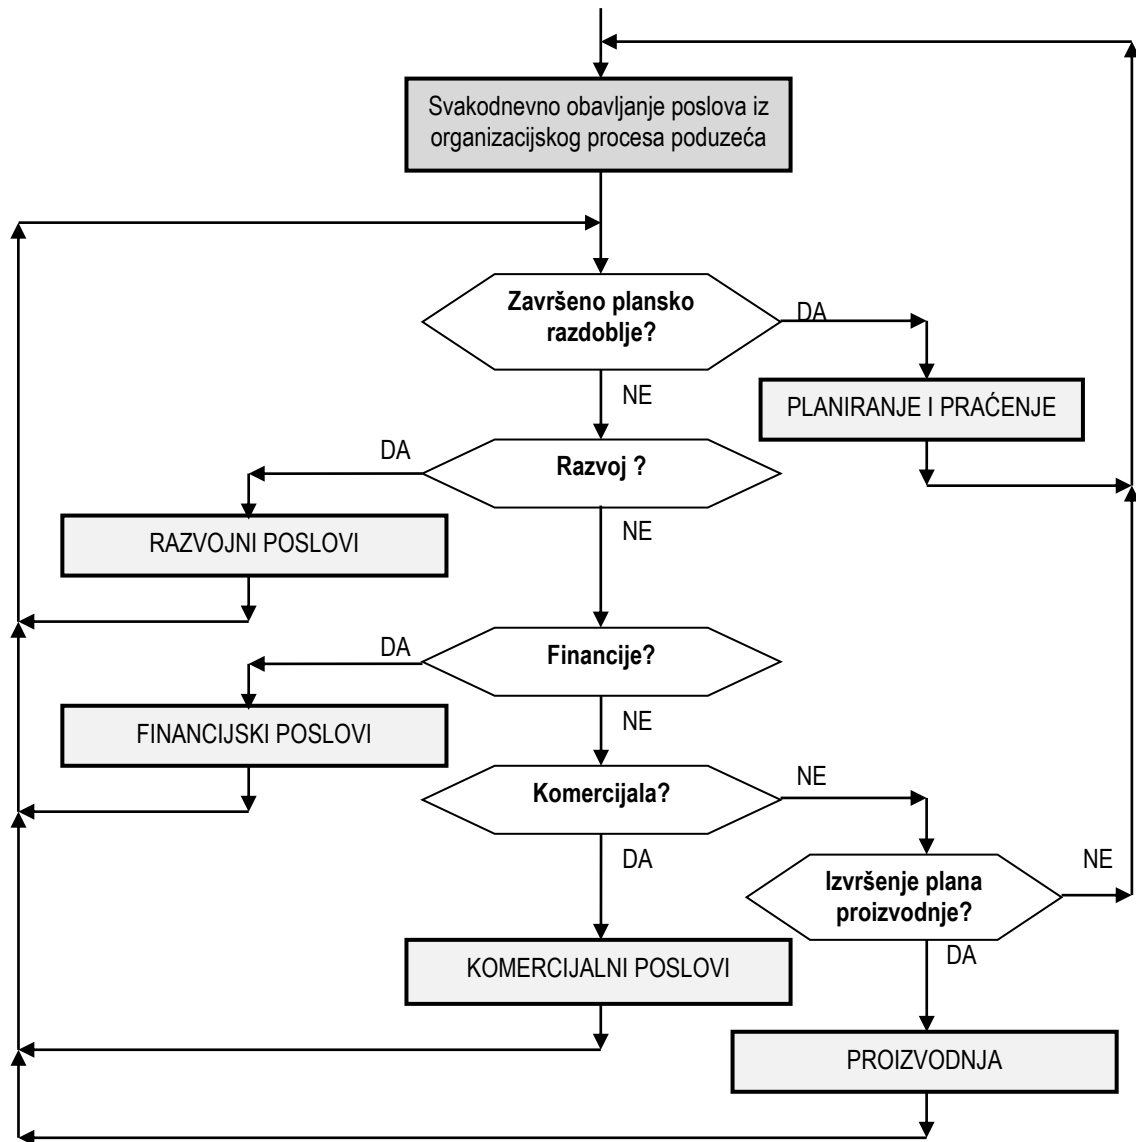 Svakodnevno obavljanje poslova iz
organizacijskog procesa poduzeća
Završeno plansko
razdoblje?
DA
NE
PLANIRANJE I PRAĆENJE
DA
Razvoj ?
NE
RAZVOJNI POSLOVI
DA
Financije?
NE
FINANCIJSKI POSLOVI
Komercijala?
NE
DA
Izvršenje plana
proizvodnje?
NE
DA
KOMERCIJALNI POSLOVI
PROIZVODNJA